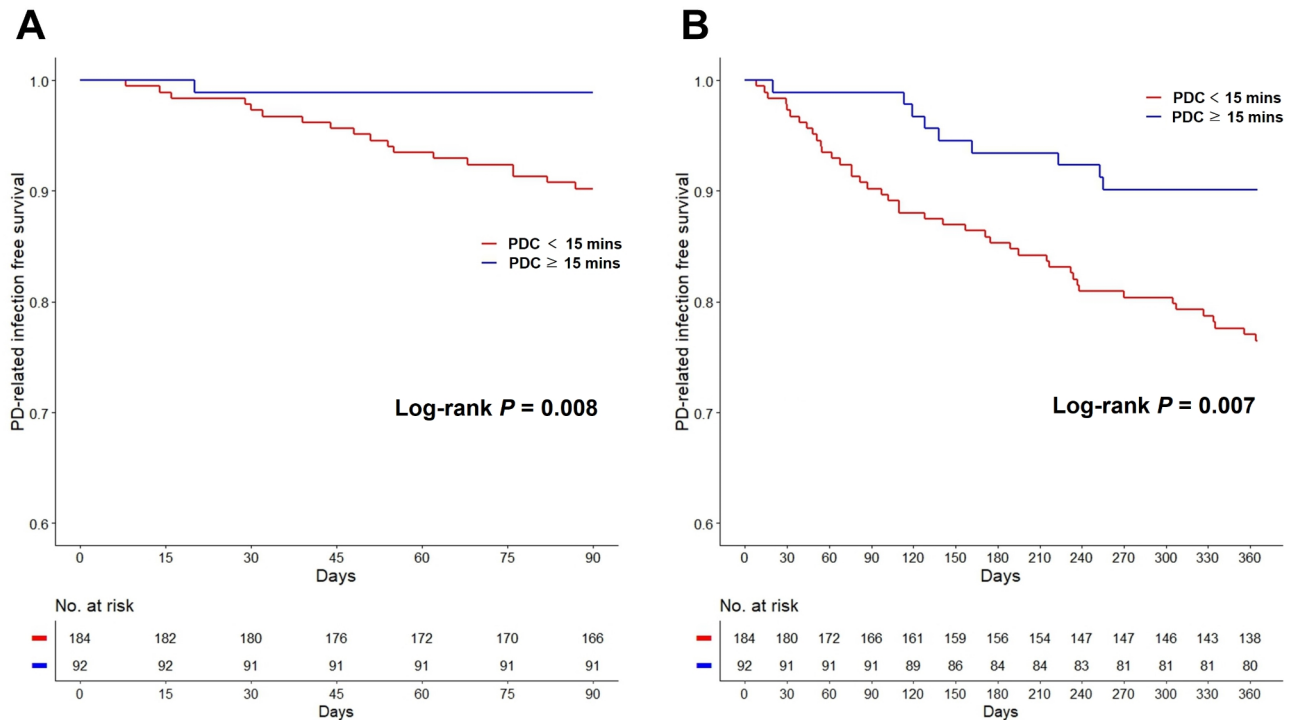 A
PD-related infection free survival
1.0
0.9
0.8
0.7
0.6
PDC < 15 mins
PDC ≥ 15 mins
Log-rank P = 0.008
0 15 30 45 60 75 90
Days
No. at risk
184 182 180 176 172 170 166
92 92 91 91 91 91 91
0 15 30 45 60 75 90
Days
B
PD-related infection free survival
1.0
0.9
0.8
0.7
0.6
PDC < 15 mins
PDC ≥ 15 mins
Log-rank P = 0.007
0 30 60 90 120 150 180 210 240 270 300 330 360
Days
No. at risk
184 180 172 166 161 159 156 154 147 147 146 143 138
92 91 91 91 89 86 84 84 83 81 81 81 80
0 30 60 90 120 150 180 210 240 270 300 330 360
Days